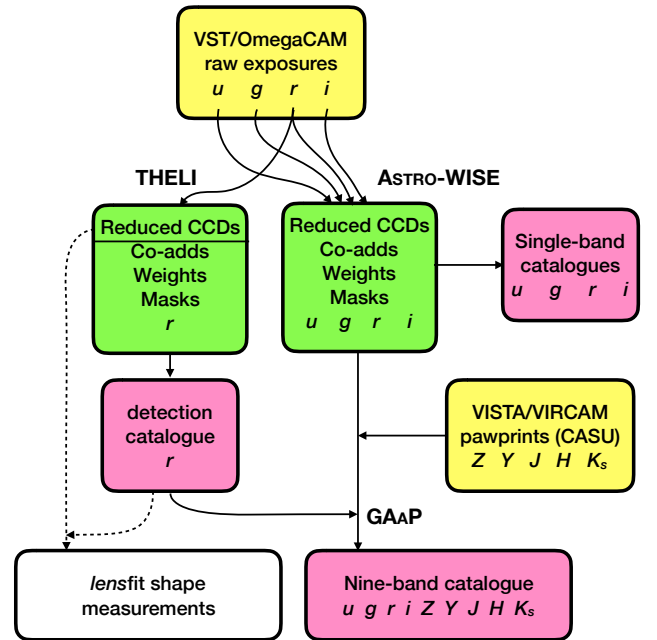 VST/OmegaCAM
raw exposures
u g r i
THELI
ASTRO-WISE
Reduced CCDs
Co-adds
Weights
Masks
r
Reduced CCDs
Co-adds
Weights
Masks
u g r i
Single-band
catalogues
u g r i
detection
catalogue
r
VISTA/VIRCAM
pawprints (CASU)
Z Y J H Ks
GAAP
lensfit shape
measurements
Nine-band catalogue
u g r i Z Y J H Ks